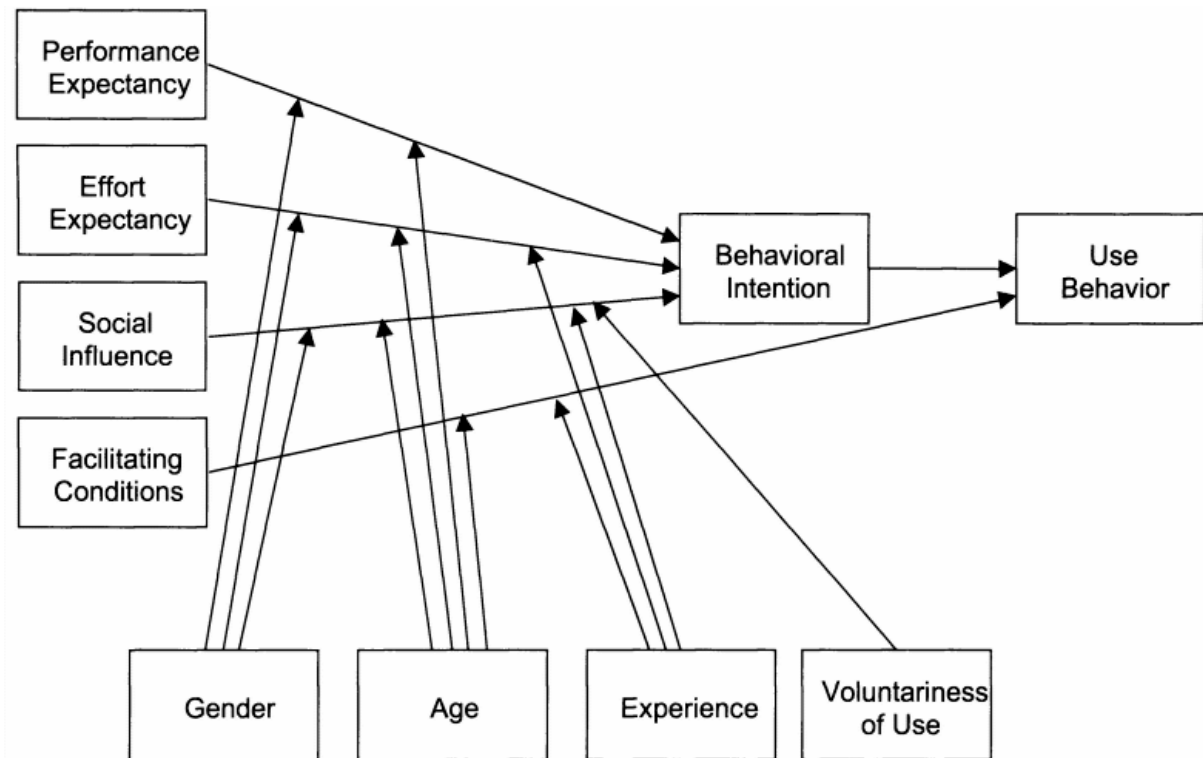 Performance
Expectancy
Effort
Expectancy
Social
Influence
Facilitating
Conditions
Behavioral
Intention
Use
Behavior
Gender
Age
Experience
Voluntariness
of Use